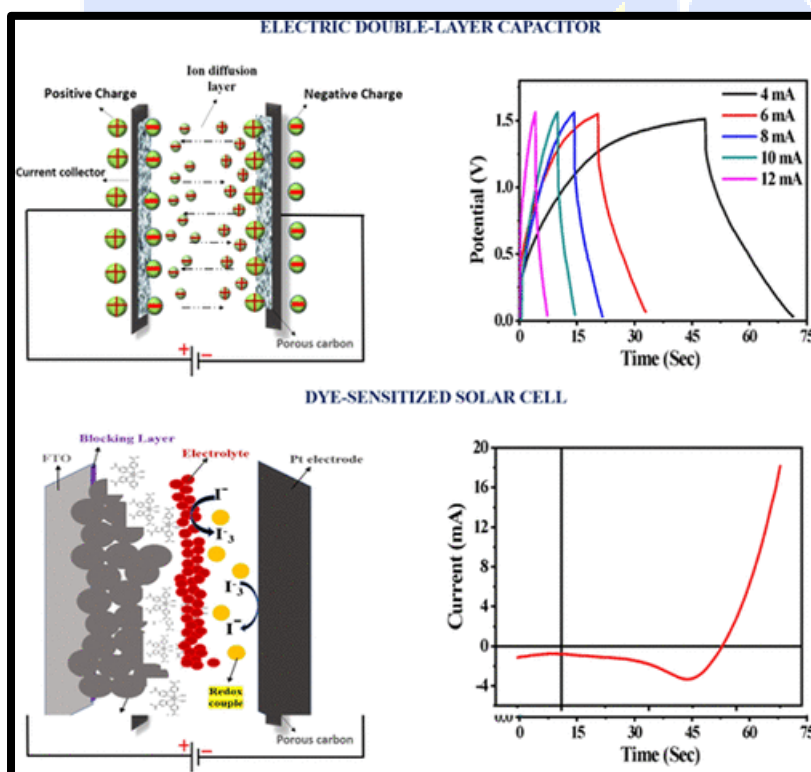 ELECTRIC DOUBLE-LAYER CAPACITOR
Ion diffusion
layer
Positive Charge
Negative Charge
Current collector
+ −
Porous carbon
4 mA
6 mA
8 mA
10 mA
12 mA
1.5
1.0
0.5
0.0
Potential (V)
0 15 30 45 60 75
Time (Sec)
DYE-SENSITIZED SOLAR CELL
Blocking Layer
FTO
Electrolyte
Pt electrode
I⁻
I⁻₃
I⁻₃
I⁻
Redox
couple
+ −
Porous carbon
20
16
12
8
4
0
-4
Current (mA)
0 15 30 45 60 75
Time (Sec)